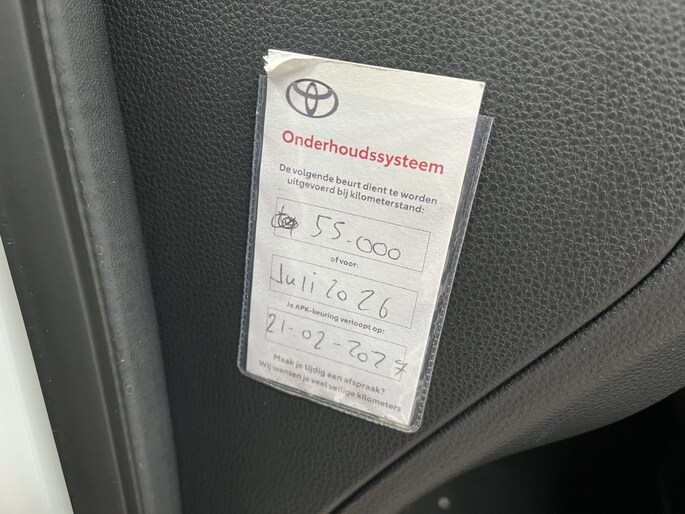 Onderhoudssysteem
De volgende beurt dient te worden
uitgevoerd bij kilometerstand:
55.000
of voor:
Juli 2026
Je APK-keuring verloopt op:
21-02-2027
Maak je tijdig een afspraak?
Wij wensen je veel veilige kilometers